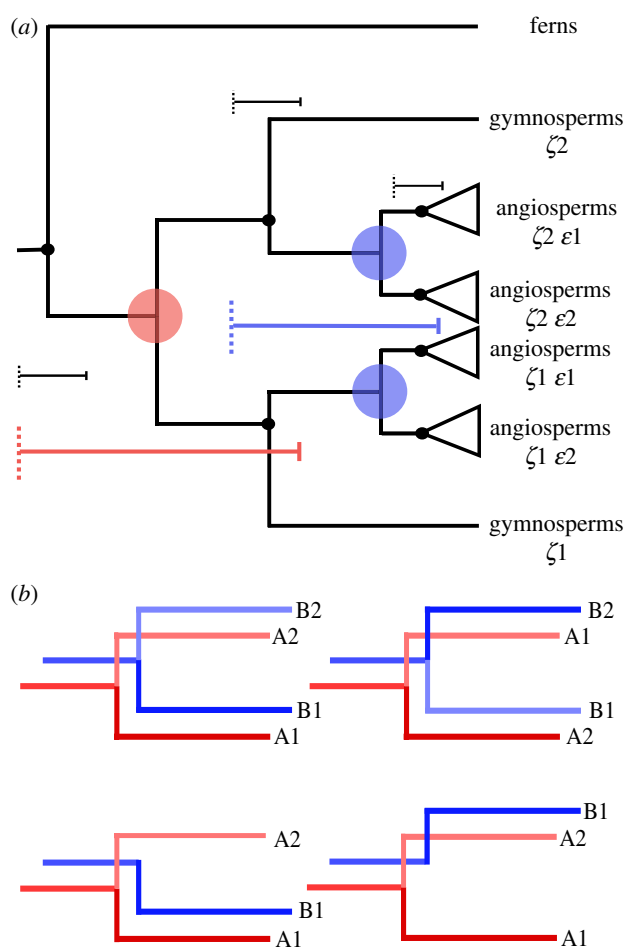 (a)
ferns
gymnosperms
ζ2
angiosperms
ζ2 ε1
angiosperms
ζ2 ε2
angiosperms
ζ1 ε1
angiosperms
ζ1 ε2
gymnosperms
ζ1
(b)
B2
A2
B1
A1
B2
A1
B1
A2
A2
B1
A1
B1
A2
A1